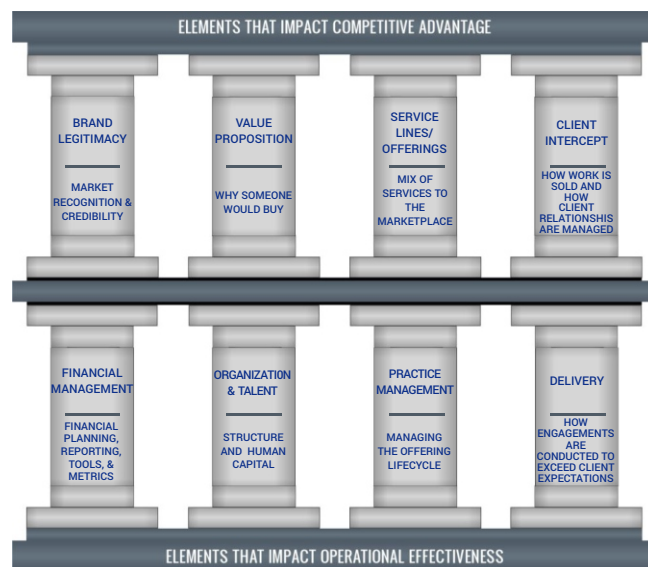 ELEMENTS THAT IMPACT COMPETITIVE ADVANTAGE
BRAND
LEGITIMACY
MARKET
RECOGNITION &
CREDIBILITY
VALUE
PROPOSITION
WHY SOMEONE
WOULD BUY
SERVICE
LINES/
OFFERINGS
MIX OF
SERVICES TO
THE
MARKETPLACE
CLIENT
INTERCEPT
HOW WORK IS
SOLD AND
HOW
CLIENT
RELATIONSHIS
ARE MANAGED
FINANCIAL
MANAGEMENT
FINANCIAL
PLANNING,
REPORTING,
TOOLS, &
METRICS
ORGANIZATI0N
& TALENT
STRUCTURE
AND HUMAN
CAPITAL
PRACTICE
MANAGEMENT
MANAGING
THE OFFERING
LIFECYCLE
DELIVERY
HOW
ENGAGEMENTS
ARE
CONDUCTED TO
EXCEED CLIENT
EXPECTATIONS
ELEMENTS THAT IMPACT OPERATIONAL EFFECTIVENESS